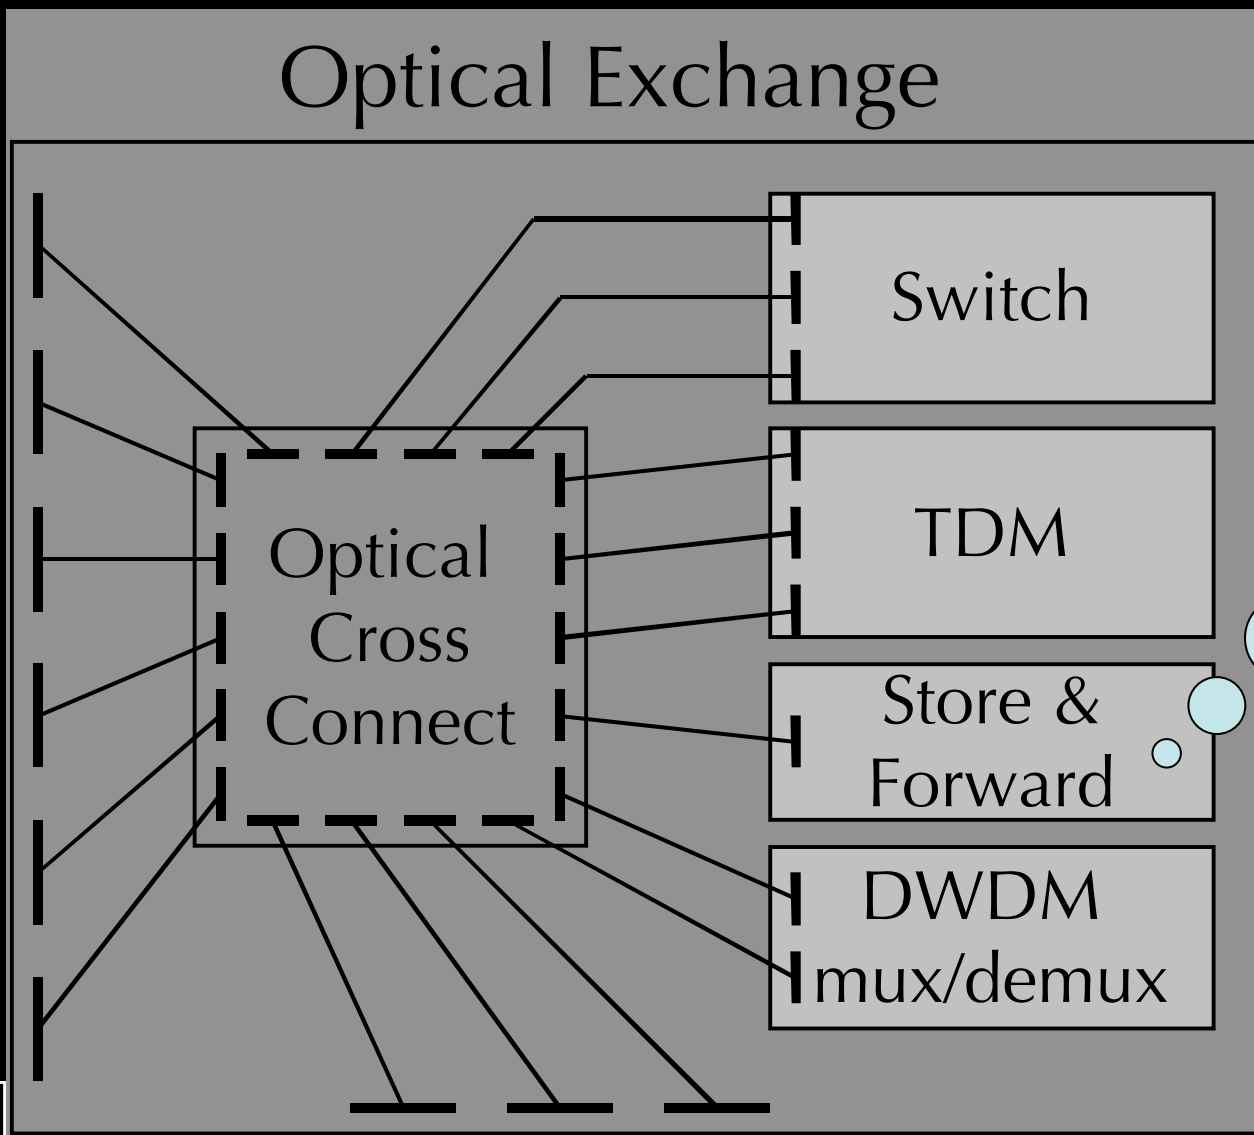 Optical Exchange
Switch
Optical
Cross
Connect
TDM
Store &
Forward
DWDM
mux/demux